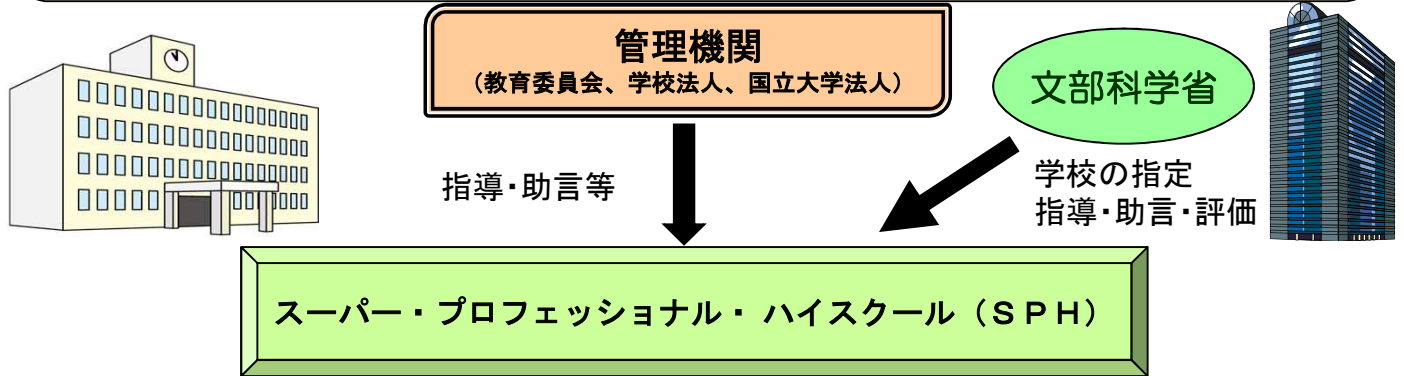 管理機関
（教育委員会、学校法人、国立大学法人）
文部科学省
指導・助言等
学校の指定
指導・助言・評価
スーパー・プロフェッショナル・ ハイスクール（ＳＰＨ）